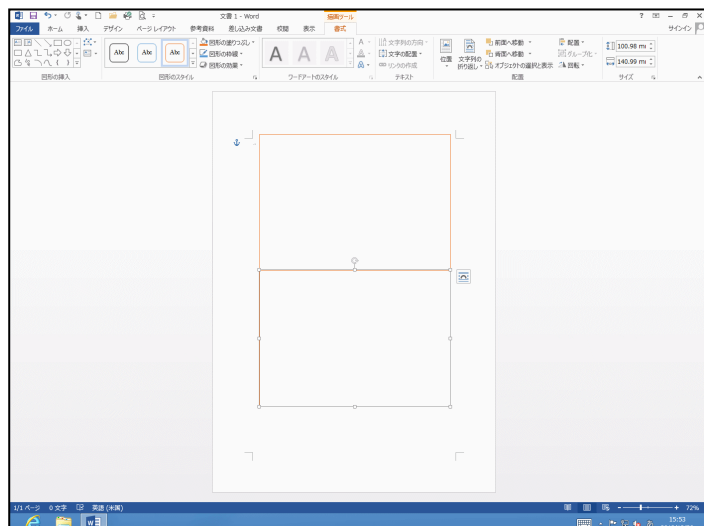 文書 1 - Word
描画ツール
ファイル ホーム 挿入 デザイン ページ レイアウト 参考資料 差し込み文書 校閲 表示 書式 サインイン
図形の塗りつぶし 文字列の方向 前面へ移動 配置 100.98 mi
Abc Abc Abc 図形の枠線 A A A 文字の配置 位置 文字列の 背面へ移動 グループ化
図形の効果 リンクの作成 折り返し オブジェクトの選択と表示 回転 140.99 mi
図形の挿入 図形のスタイル ワードアートのスタイル テキスト 配置 サイズ
1/1 ページ 0 文字 英語 (米国) 72%
15:53